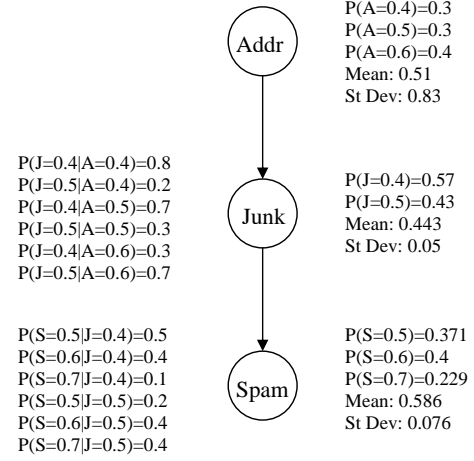 P(A=0.4)=0.3
P(A=0.5)=0.3
P(A=0.6)=0.4
Mean: 0.51
St Dev: 0.83
Addr
P(J=0.4|A=0.4)=0.8
P(J=0.5|A=0.4)=0.2
P(J=0.4|A=0.5)=0.7
P(J=0.5|A=0.5)=0.3
P(J=0.4|A=0.6)=0.3
P(J=0.5|A=0.6)=0.7
Junk
P(J=0.4)=0.57
P(J=0.5)=0.43
Mean: 0.443
St Dev: 0.05
P(S=0.5|J=0.4)=0.5
P(S=0.6|J=0.4)=0.4
P(S=0.7|J=0.4)=0.1
P(S=0.5|J=0.5)=0.2
P(S=0.6|J=0.5)=0.4
P(S=0.7|J=0.5)=0.4
Spam
P(S=0.5)=0.371
P(S=0.6)=0.4
P(S=0.7)=0.229
Mean: 0.586
St Dev: 0.076